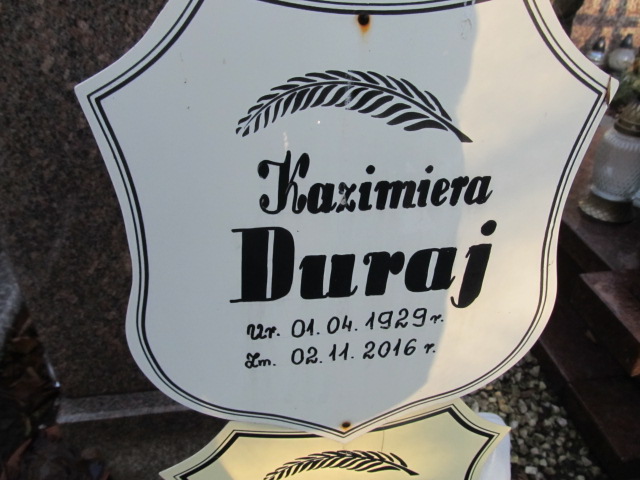 Kazimiera
Duraj
Ur. 01.04.1929 r.
Zm. 02.11.2016 r.